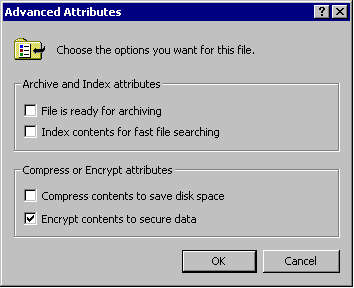 Advanced Attributes
Choose the options you want for this file.
Archive and Index attributes
File is ready for archiving
Index contents for fast file searching
Compress or Encrypt attributes
Compress contents to save disk space
Encrypt contents to secure data
OK Cancel